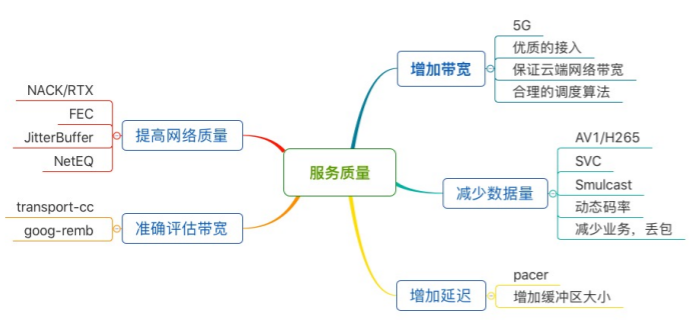 服务质量
增加带宽
5G
优质的接入
保证云端网络带宽
合理的调度算法
减少数据量
AV1/H265
SVC
Smulcast
动态码率
减少业务，丢包
增加延迟
pacer
增加缓冲区大小
提高网络质量
NACK/RTX
FEC
JitterBuffer
NetEQ
准确评估带宽
transport-cc
goog-remb